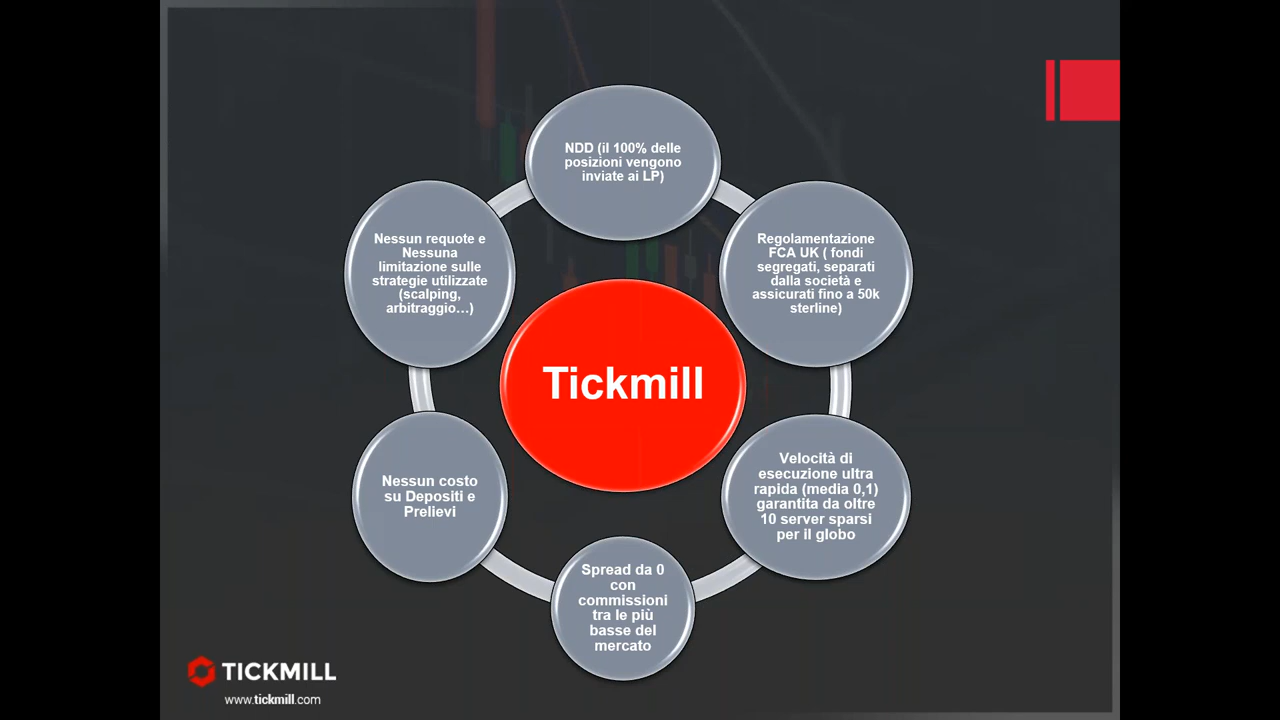 NDD (il 100% delle
posizioni vengono
inviate ai LP)
Regolamentazione
FCA UK ( fondi
segregati, separati
dalla società e
assicurati fino a 50k
sterline)
Velocità di
esecuzione ultra
rapida (media 0,1)
garantita da oltre
10 server sparsi
per il globo
Spread da 0
con
commissioni
tra le più
basse del
mercato
Nessun costo
su Depositi e
Prelievi
Nessun requote e
Nessuna
limitazione sulle
strategie utilizzate
(scalping,
arbitraggio...)
Tickmill
TICKMILL
www.tickmill.com